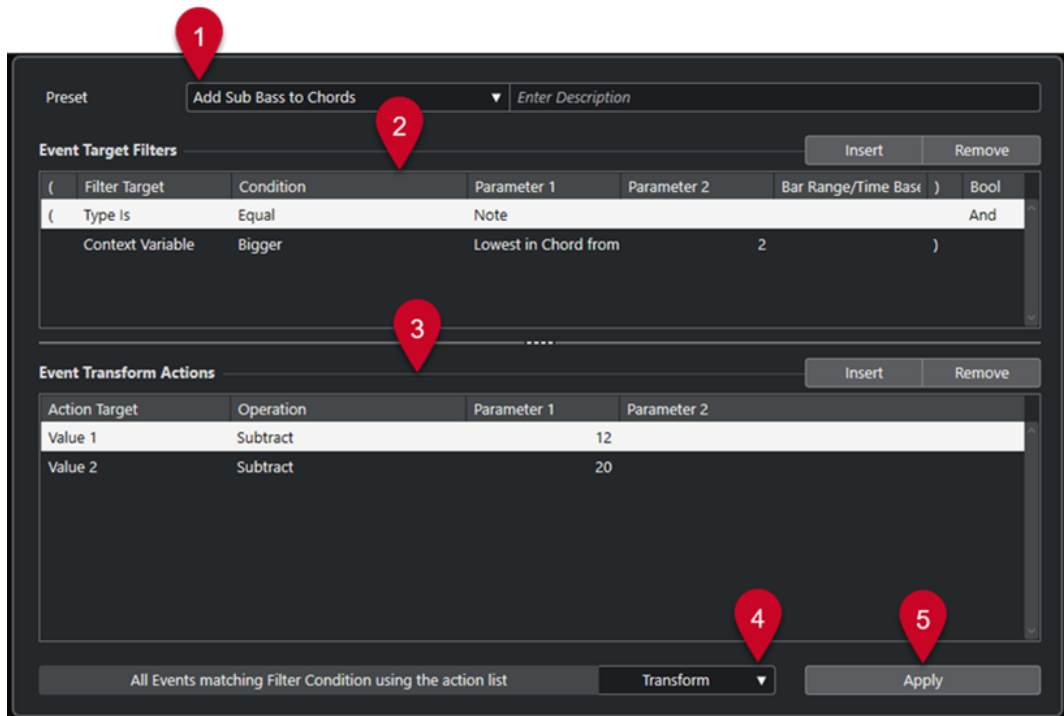 1
Preset Add Sub Bass to Chords Enter Description
2
Event Target Filters Insert Remove
( Filter Target Condition Parameter 1 Parameter 2 Bar Range/Time Base ) Bool
( Type Is Equal Note And
Context Variable Bigger Lowest in Chord from 2 )
3
Event Transform Actions Insert Remove
Action Target Operation Parameter 1 Parameter 2
Value 1 Subtract 12
Value 2 Subtract 20
4 5
All Events matching Filter Condition using the action list Transform Apply